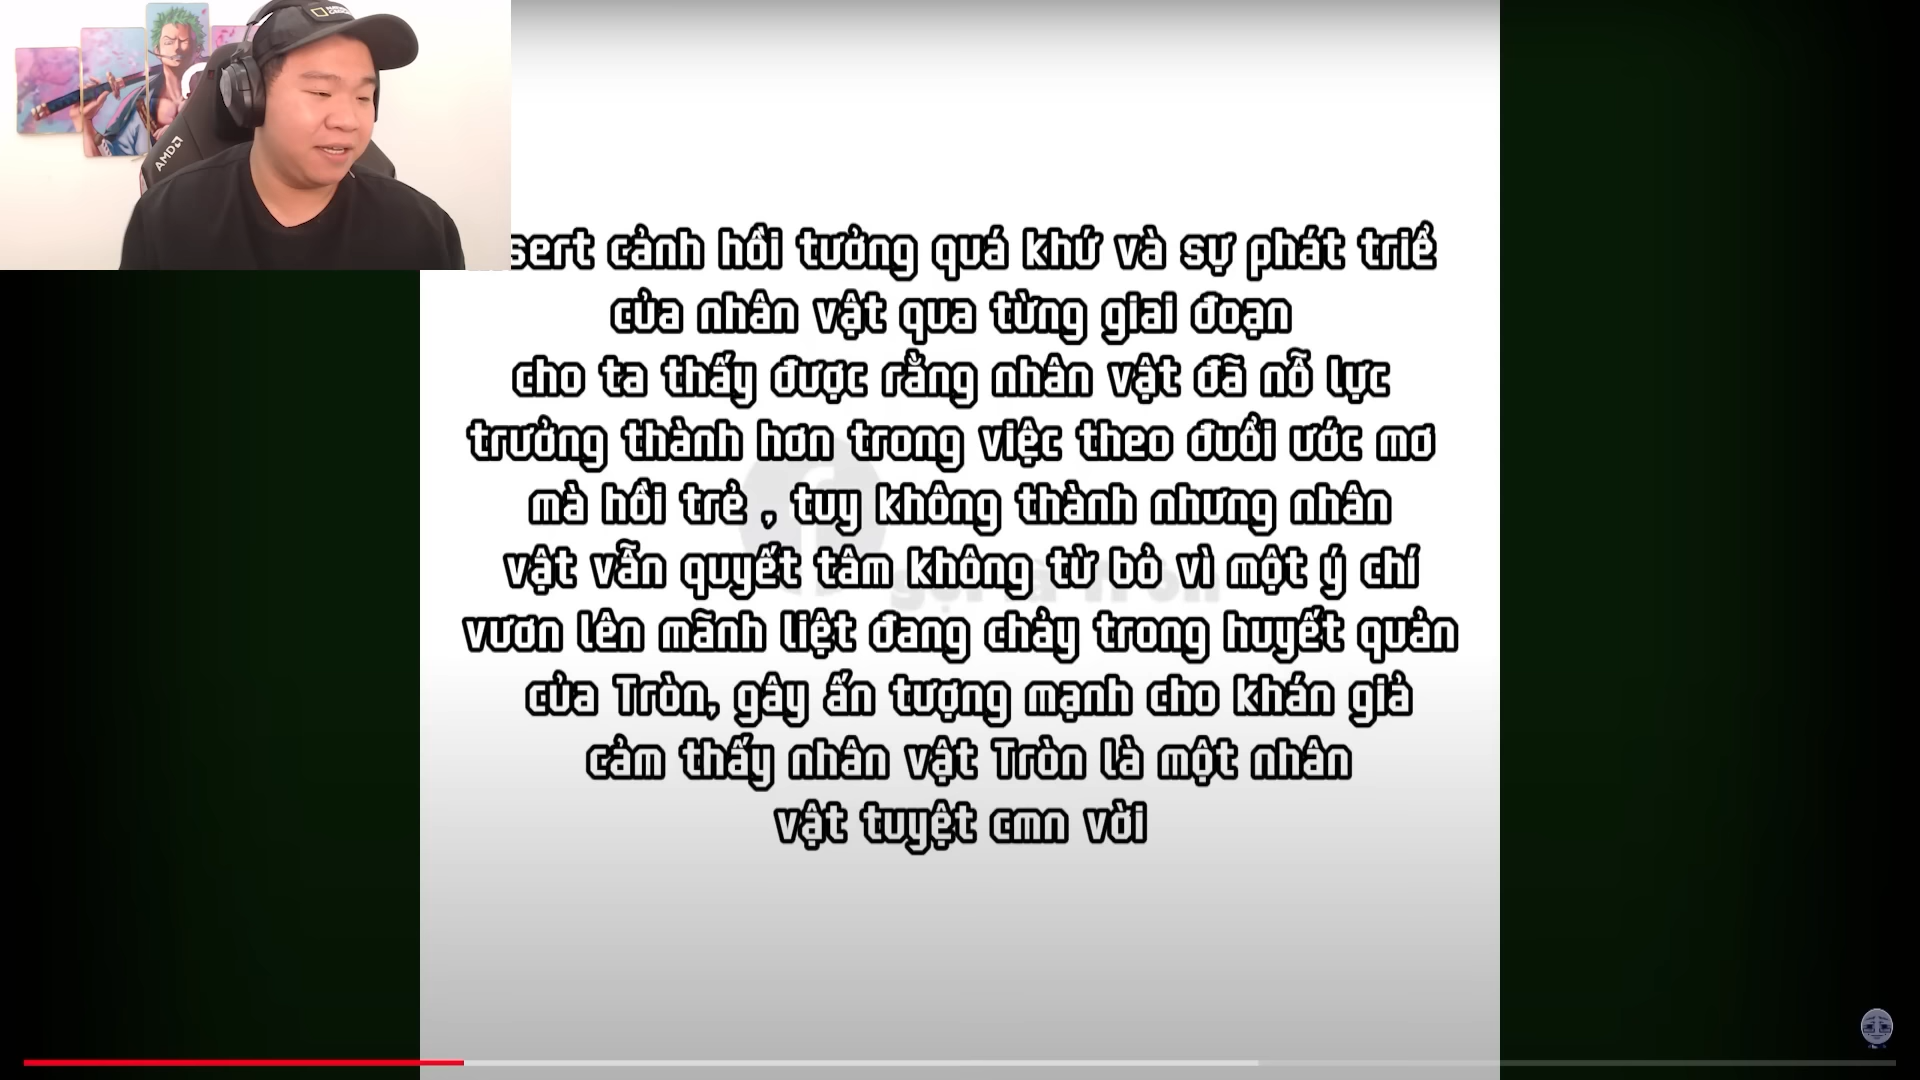 AMD
sert cảnh hồi tưởng quá khứ và sự phát triể
của nhân vật qua từng giai đoạn
cho ta thấy được rằng nhân vật đã nỗ lực
trưởng thành hơn trong việc theo đuổi ước mơ
mà hồi trẻ , tuy không thành nhưng nhân
vật vẫn quyết tâm không từ bỏ vì một ý chí
vươn lên mãnh liệt đang chảy trong huyết quản
của Tròn, gây ấn tượng mạnh cho khán giả
cảm thấy nhân vật Tròn là một nhân
vật tuyệt cmn vời